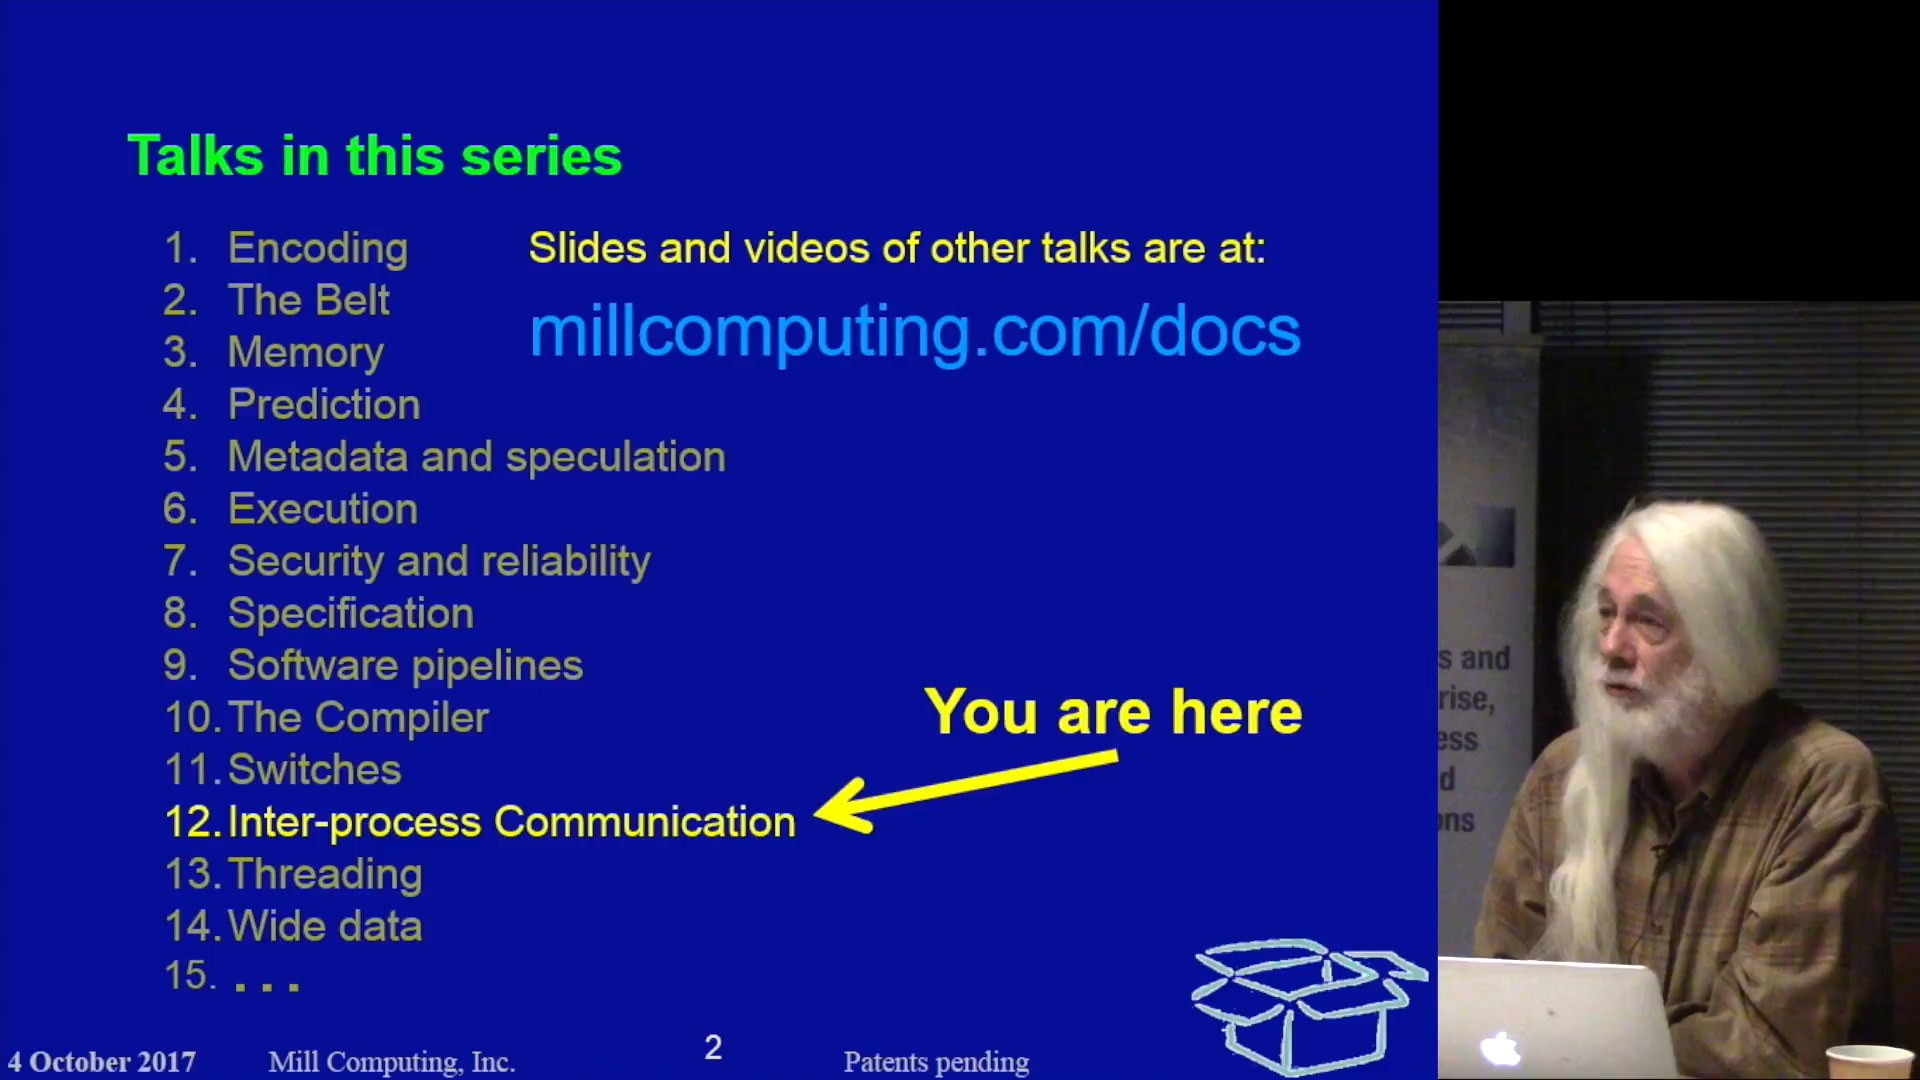 Talks in this series
1. Encoding
2. The Belt
3. Memory
4. Prediction
5. Metadata and speculation
6. Execution
7. Security and reliability
8. Specification
9. Software pipelines
10. The Compiler
11. Switches
12. Inter-process Communication
13. Threading
14. Wide data
15. ...
Slides and videos of other talks are at:
millcomputing.com/docs
You are here
4 October 2017
Mill Computing, Inc.
2
Patents pending
s and
rise,
ess
d
ons